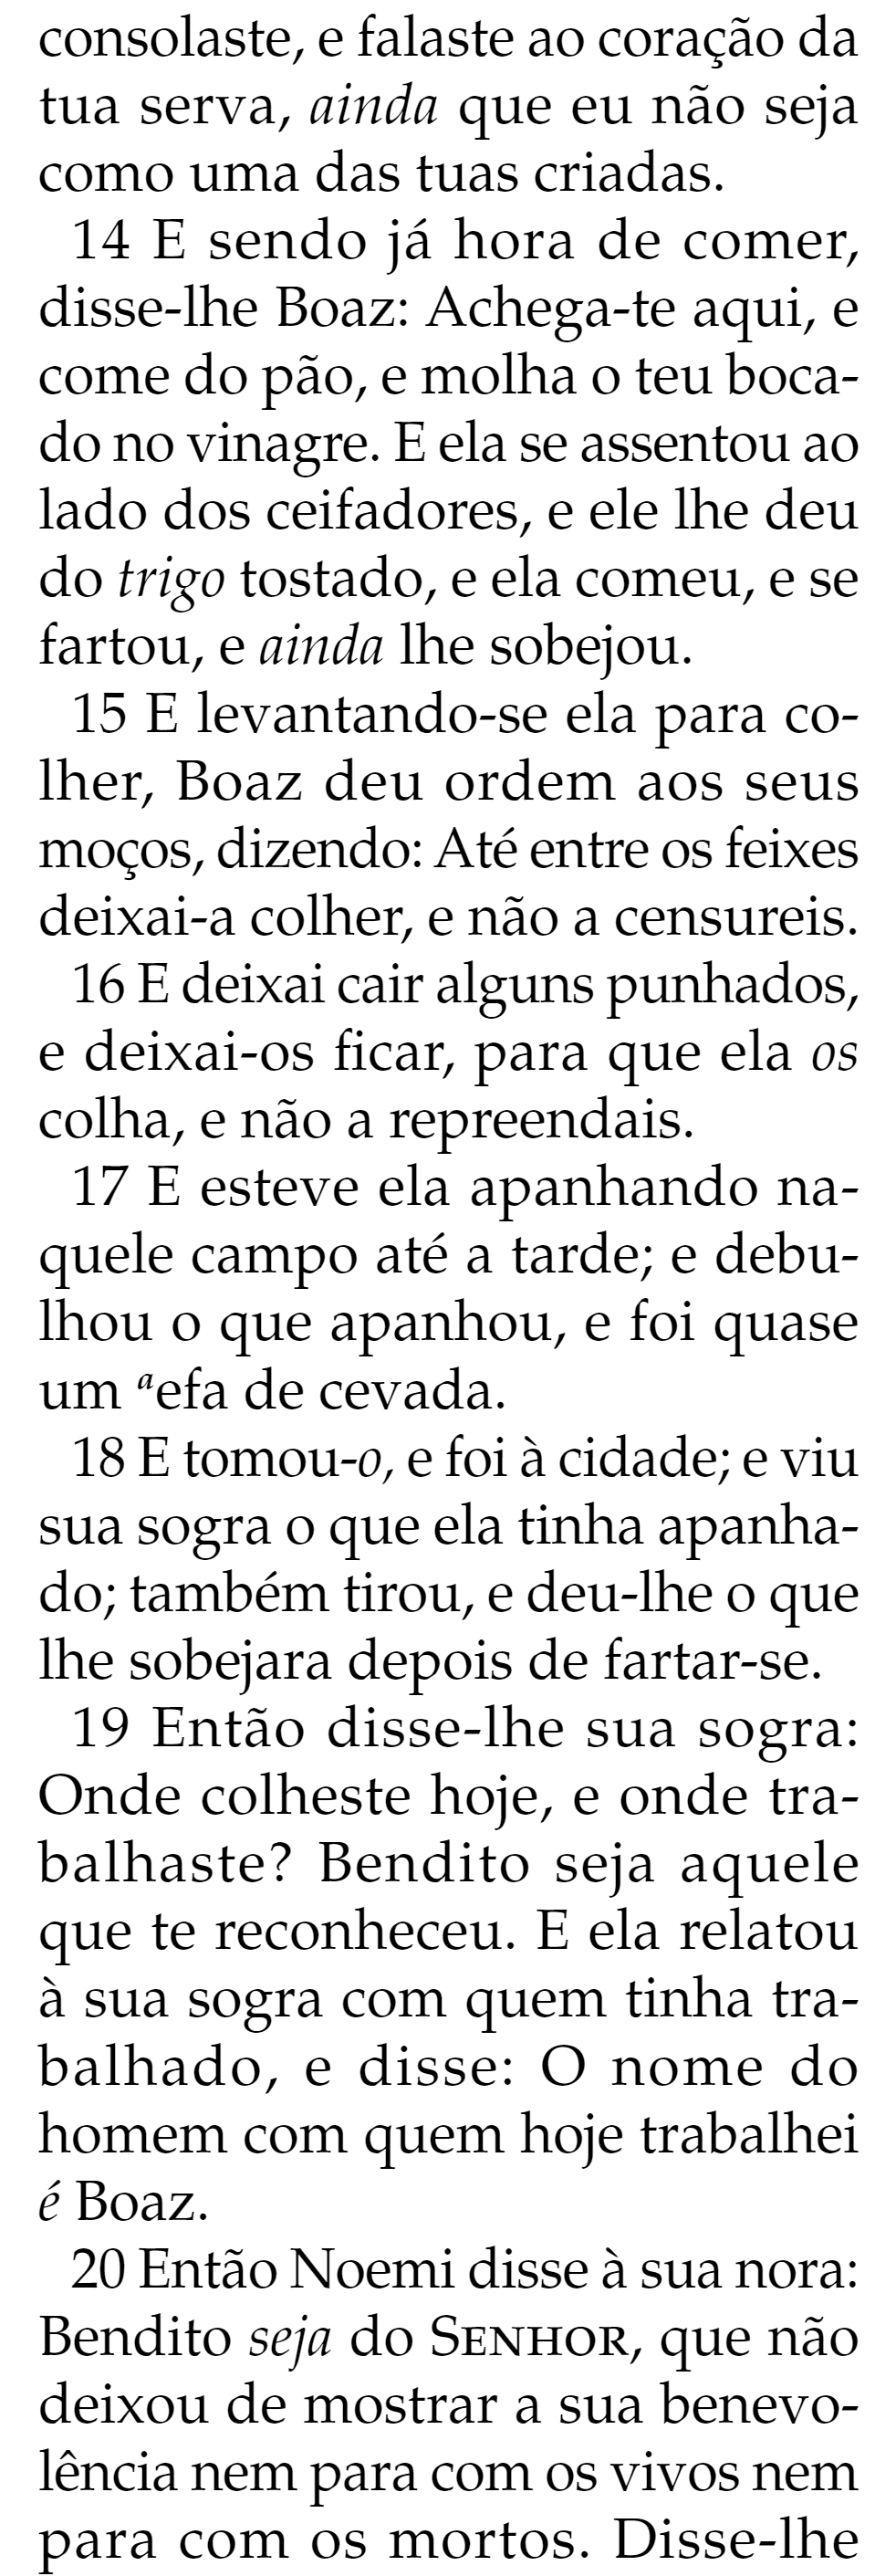 consolaste, e falaste ao coração da
tua serva, ainda que eu não seja
como uma das tuas criadas.
14 E sendo já hora de comer,
disse-lhe Boaz: Achega-te aqui, e
come do pão, e molha o teu boca-
do no vinagre. E ela se assentou ao
lado dos ceifadores, e ele lhe deu
do trigo tostado, e ela comeu, e se
fartou, e ainda lhe sobejou.
15 E levantando-se ela para co-
lher, Boaz deu ordem aos seus
moços, dizendo: Até entre os feixes
deixai-a colher, e não a censureis.
16 E deixai cair alguns punhados,
e deixai-os ficar, para que ela os
colha, e não a repreendais.
17 E esteve ela apanhando na-
quele campo até a tarde; e debu-
lhou o que apanhou, e foi quase
um ᵃefa de cevada.
18 E tomou-o, e foi à cidade; e viu
sua sogra o que ela tinha apanha-
do; também tirou, e deu-lhe o que
lhe sobejara depois de fartar-se.
19 Então disse-lhe sua sogra:
Onde colheste hoje, e onde tra-
balhaste? Bendito seja aquele
que te reconheceu. E ela relatou
à sua sogra com quem tinha tra-
balhado, e disse: O nome do
homem com quem hoje trabalhei
é Boaz.
20 Então Noemi disse à sua nora:
Bendito seja do SENHOR, que não
deixou de mostrar a sua benevo-
lência nem para com os vivos nem
para com os mortos. Disse-lhe